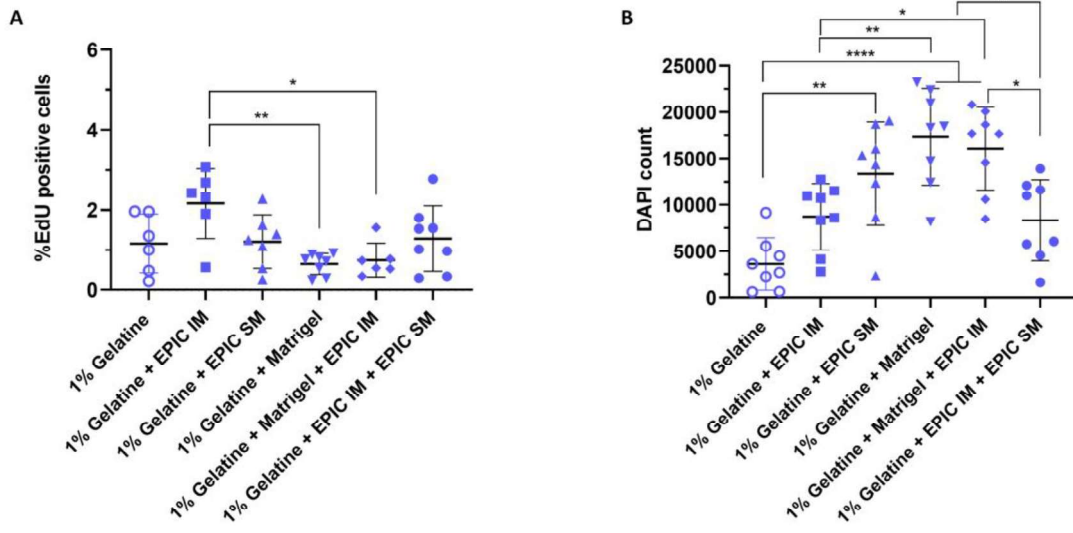 A
6
4
2
0
%EdU positive cells
*
**
1% Gelatine
1% Gelatine + EPIC IM
1% Gelatine + EPIC SM
1% Gelatine + Matrigel
1% Gelatine + Matrigel + EPIC IM
1% Gelatine + EPIC IM + EPIC SM
B
25000
20000
15000
10000
5000
0
DAPI count
*
**
****
**
*
1% Gelatine
1% Gelatine + EPIC IM
1% Gelatine + EPIC SM
1% Gelatine + Matrigel
1% Gelatine + Matrigel + EPIC IM
1% Gelatine + EPIC IM + EPIC SM